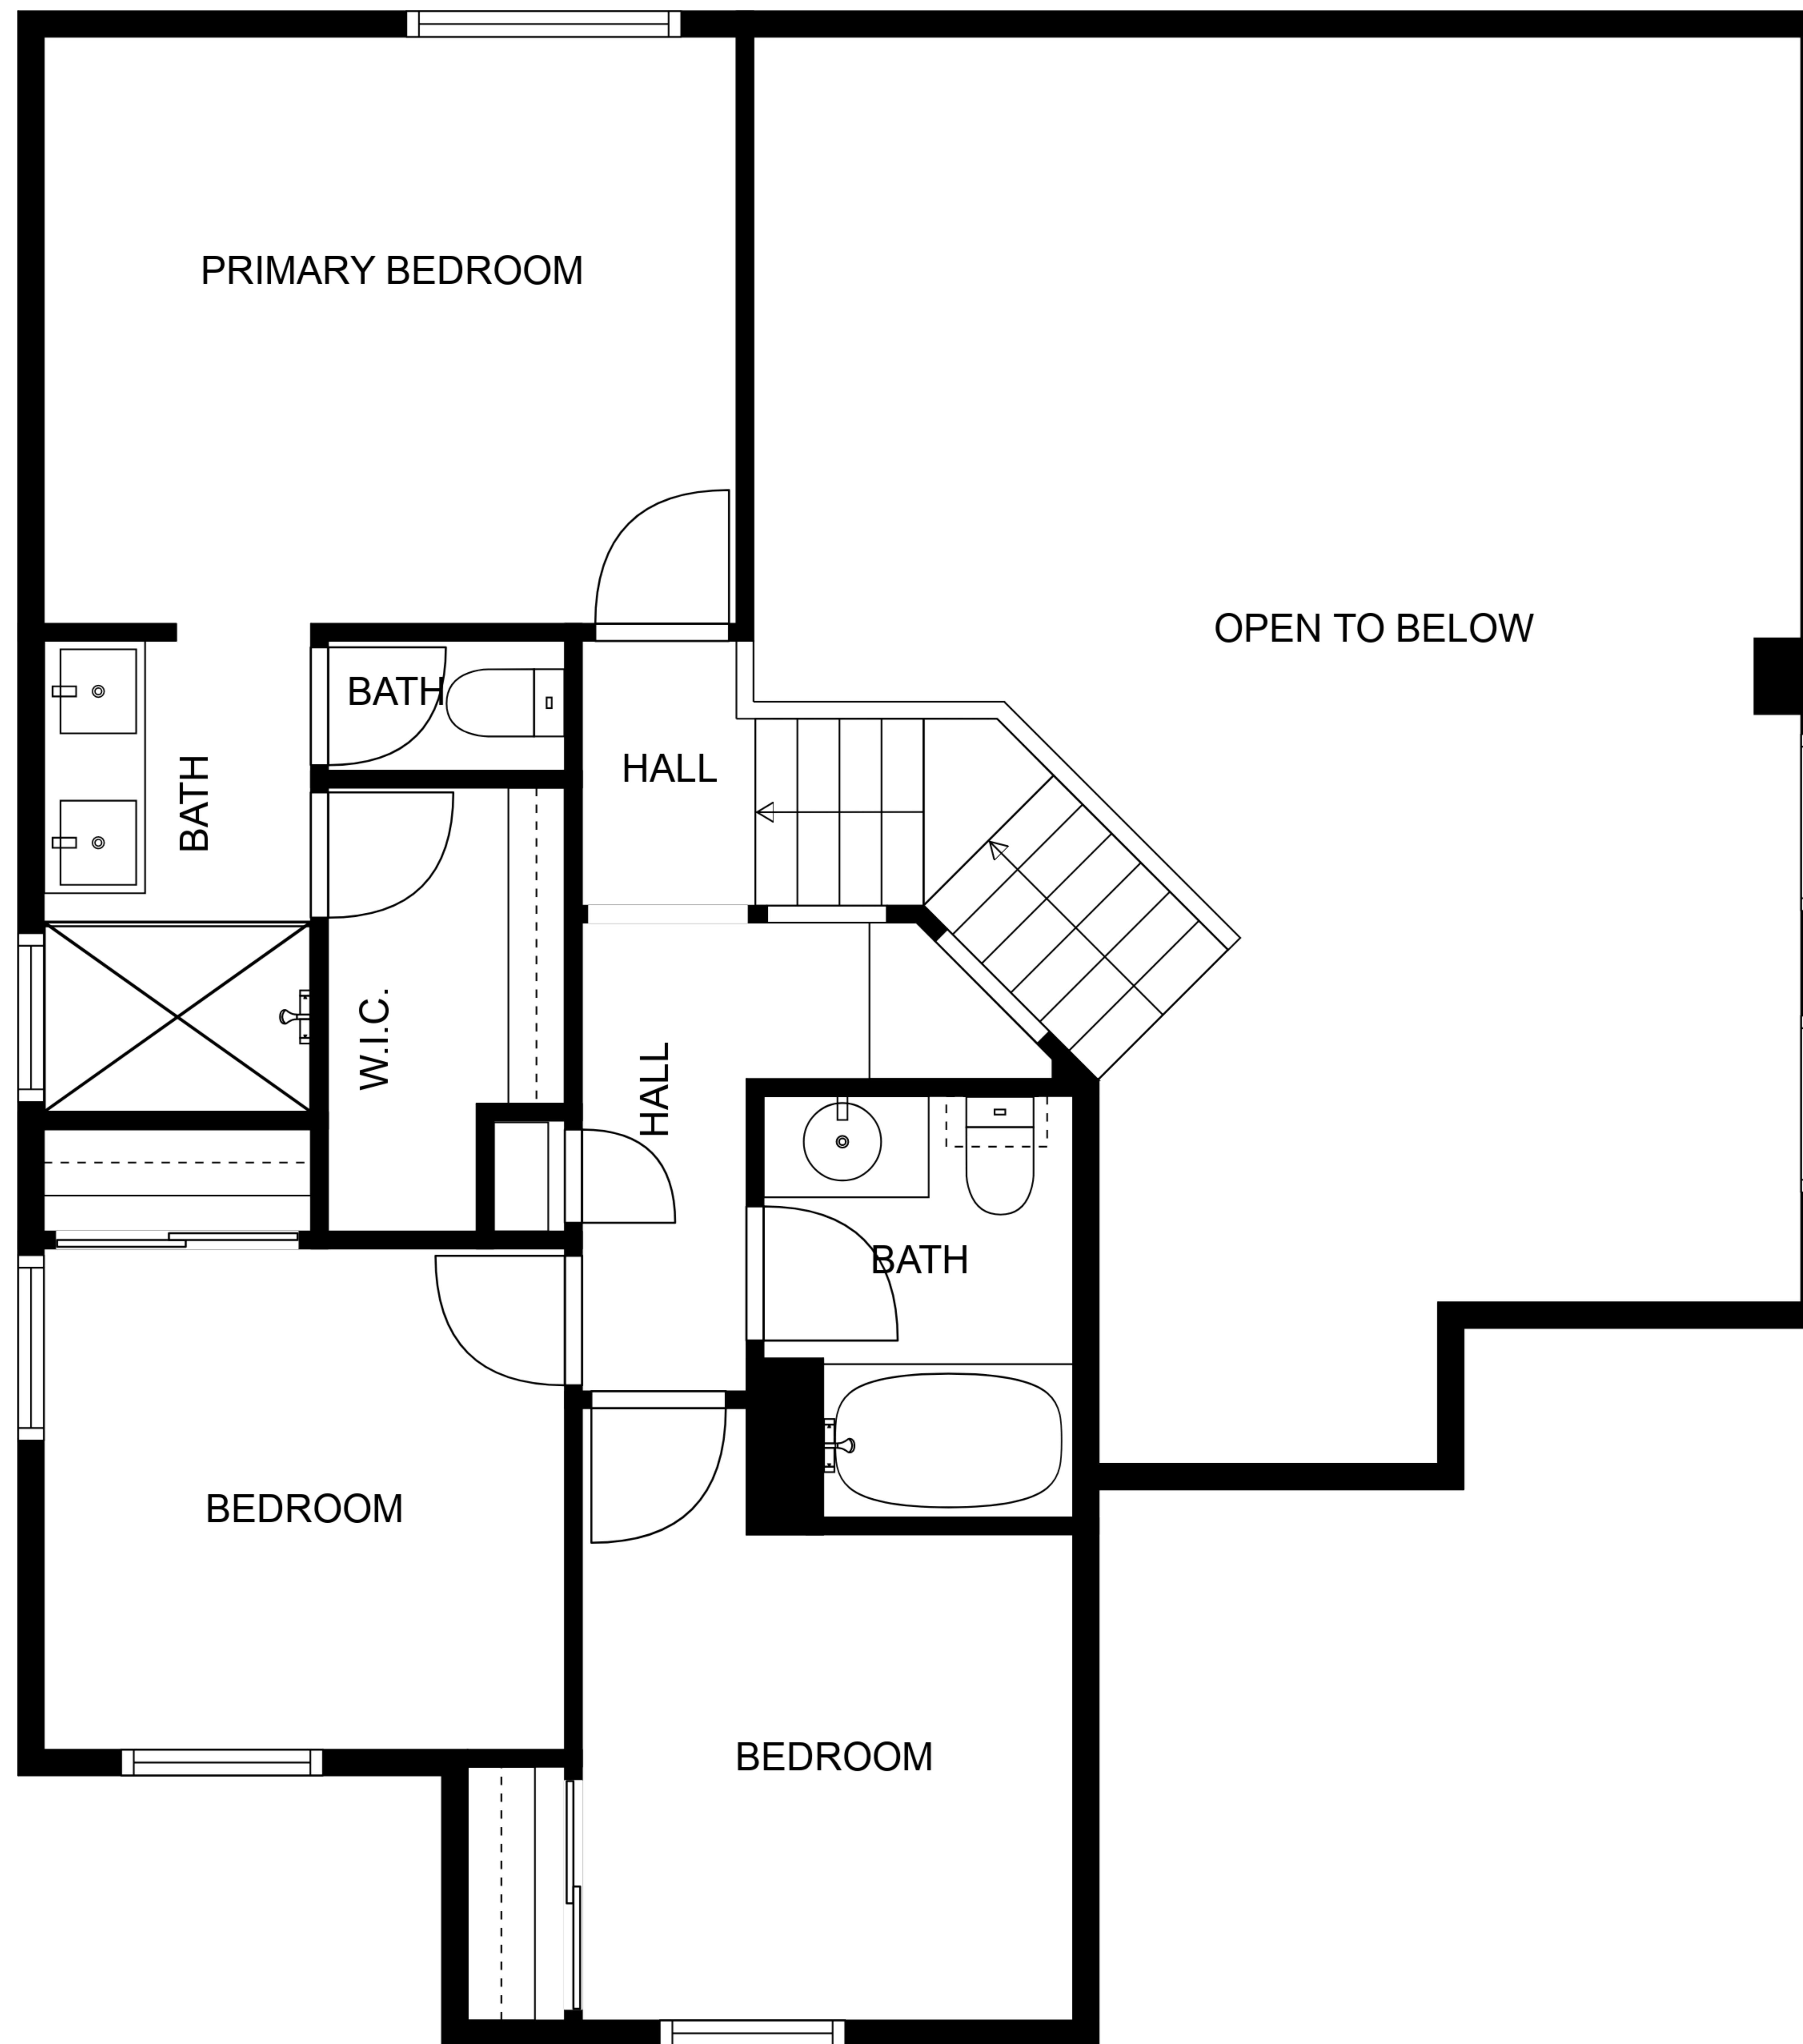 PRIMARY BEDROOM
OPEN TO BELOW
BATH
HALL
BATH
W.I.C.
HALL
BATH
BEDROOM
BEDROOM